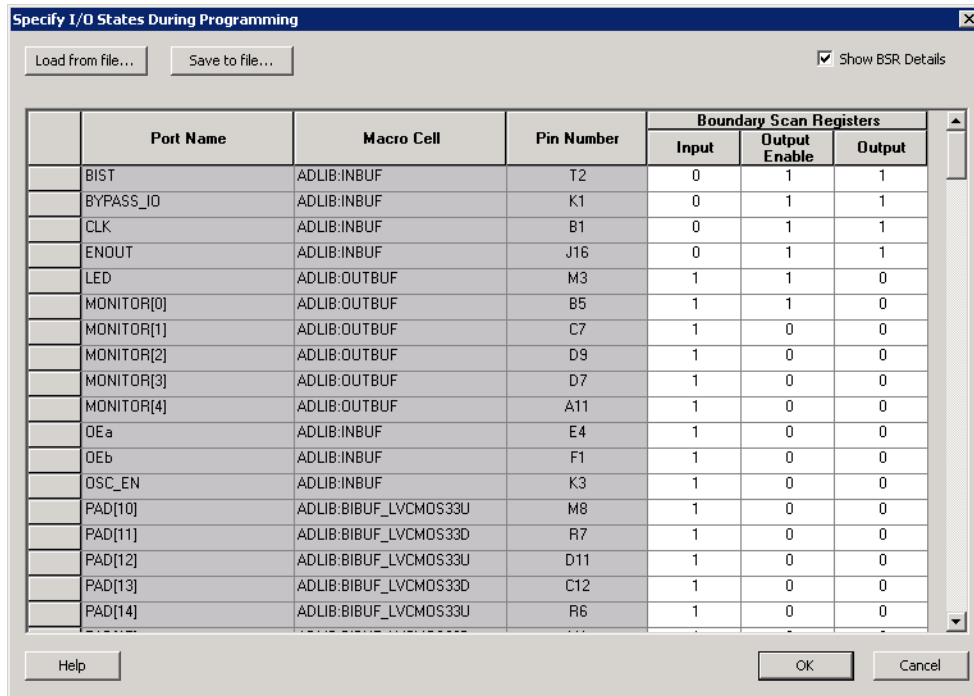 Specify I/O States During Programming
Load from file... Save to file... Show BSR Details
Port Name Macro Cell Pin Number Boundary Scan Registers
Input Output Enable Output
BIST ADLIB:INBUF T2 0 1 1
BYPASS_IO ADLIB:INBUF K1 0 1 1
CLK ADLIB:INBUF B1 0 1 1
ENOUT ADLIB:INBUF J16 0 1 1
LED ADLIB:OUTBUF M3 1 1 0
MONITOR[0] ADLIB:OUTBUF B5 1 1 0
MONITOR[1] ADLIB:OUTBUF C7 1 0 0
MONITOR[2] ADLIB:OUTBUF D9 1 0 0
MONITOR[3] ADLIB:OUTBUF D7 1 0 0
MONITOR[4] ADLIB:OUTBUF A11 1 0 0
OEa ADLIB:INBUF E4 1 0 0
OEb ADLIB:INBUF F1 1 0 0
OSC_EN ADLIB:INBUF K3 1 0 0
PAD[10] ADLIB:BIBUF_LVCMOS33U M8 1 0 0
PAD[11] ADLIB:BIBUF_LVCMOS33D R7 1 0 0
PAD[12] ADLIB:BIBUF_LVCMOS33U D11 1 0 0
PAD[13] ADLIB:BIBUF_LVCMOS33D C12 1 0 0
PAD[14] ADLIB:BIBUF_LVCMOS33U R6 1 0 0
Help OK Cancel